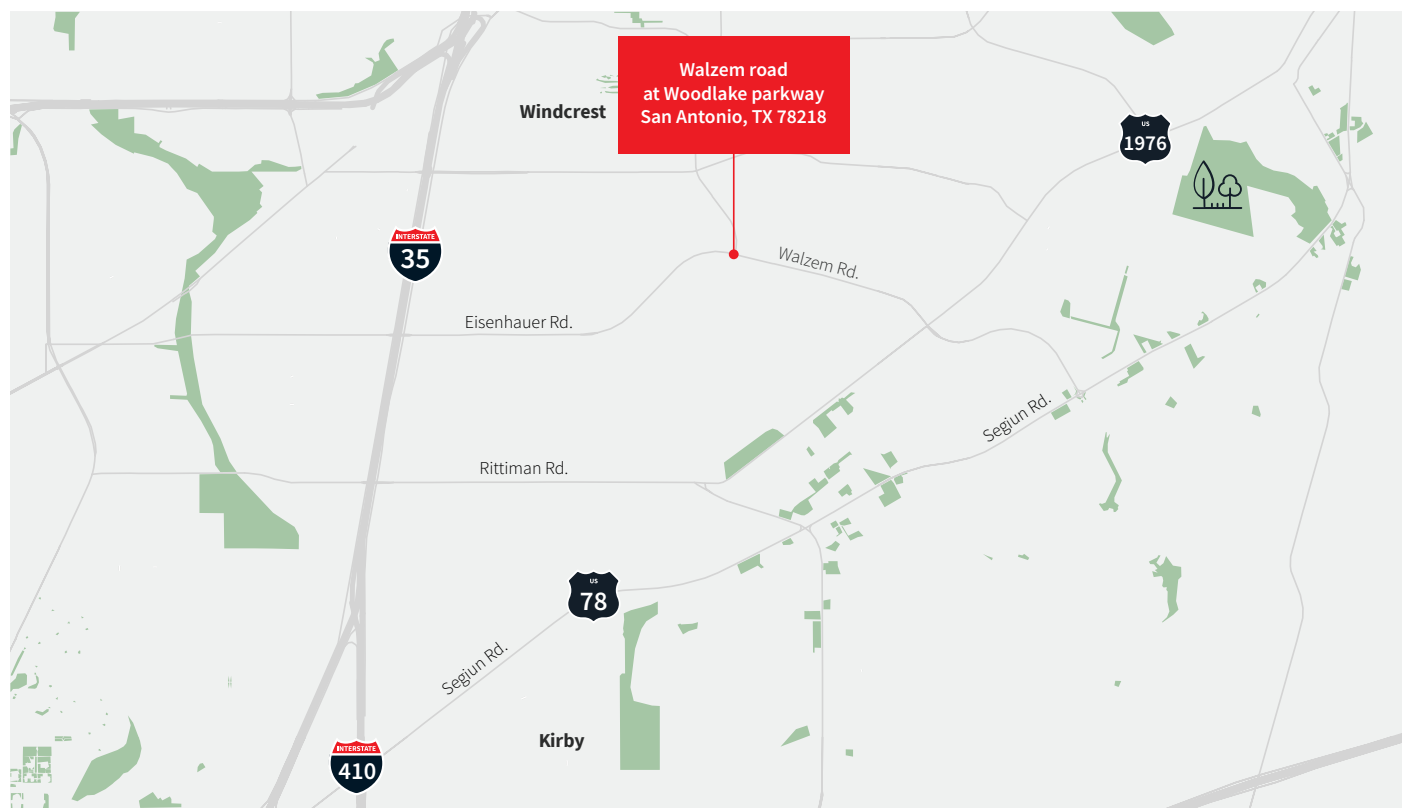 Walzem road
at Woodlake parkway
San Antonio, TX 78218
Windcrest
US
1976
INTERSTATE
35
Walzem Rd.
Eisenhauer Rd.
Segiun Rd.
Rittiman Rd.
US
78
Segiun Rd.
Kirby
INTERSTATE
410